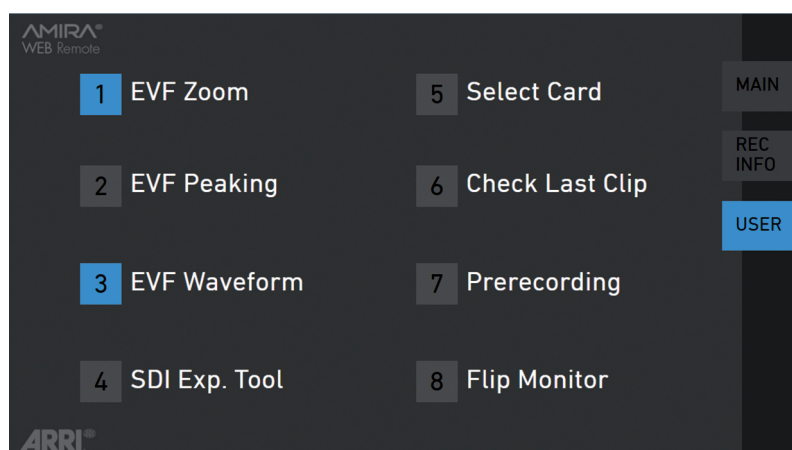 AMIRA®
WEB Remote
1 EVF Zoom
2 EVF Peaking
3 EVF Waveform
4 SDI Exp. Tool
5 Select Card
6 Check Last Clip
7 Prerecording
8 Flip Monitor
MAIN
REC
INFO
USER
ARRI®